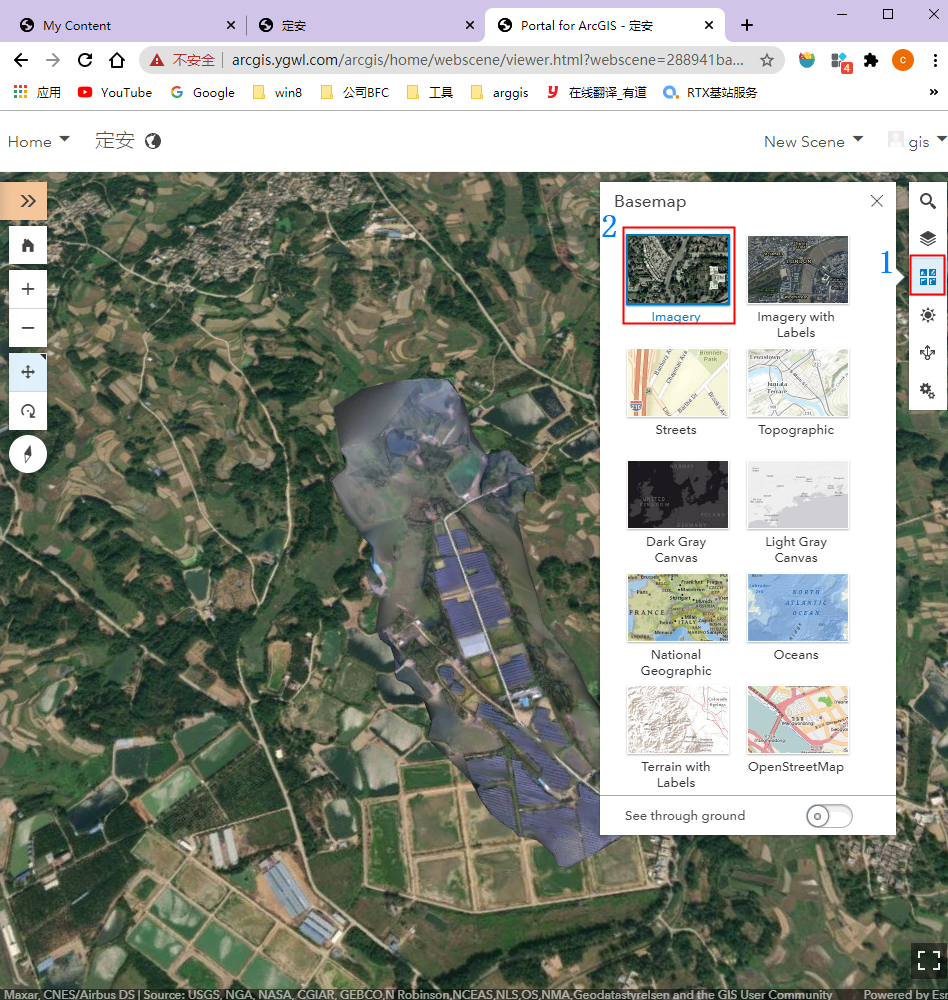 My Content
定安
Portal for ArcGIS - 定安
不安全
arcgis.ygwl.com/arcgis/home/webscene/viewer.html?webscene=288941ba...
4
c
应用
YouTube
Google
win8
公司BFC
工具
arggis
在线翻译_有道
RTX基站服务
»
Home
定安
New Scene
gis
Basemap
2
1
Imagery
Imagery with
Labels
Streets
Topographic
Dark Gray
Canvas
Light Gray
Canvas
National
Geographic
Oceans
Terrain with
Labels
OpenStreetMap
See through ground
Maxar, CNES/Airbus DS | Source: USGS, NGA, NASA, CGIAR, GEBCO,N Robinson,NCEAS,NLS,OS,NMA,Geodatastyrelsen and the GIS User Community
Powered by Es